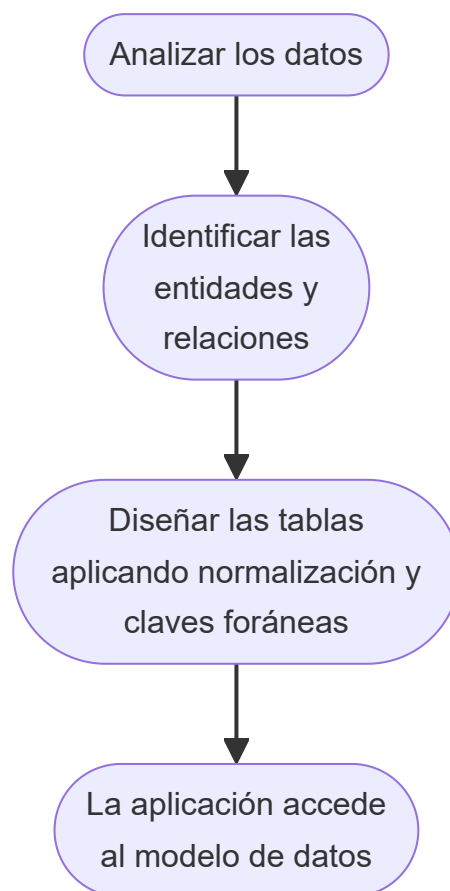 Analizar los datos
Identificar las
entidades y
relaciones
Diseñar las tablas
aplicando normalización y
claves foráneas
La aplicación accede
al modelo de datos